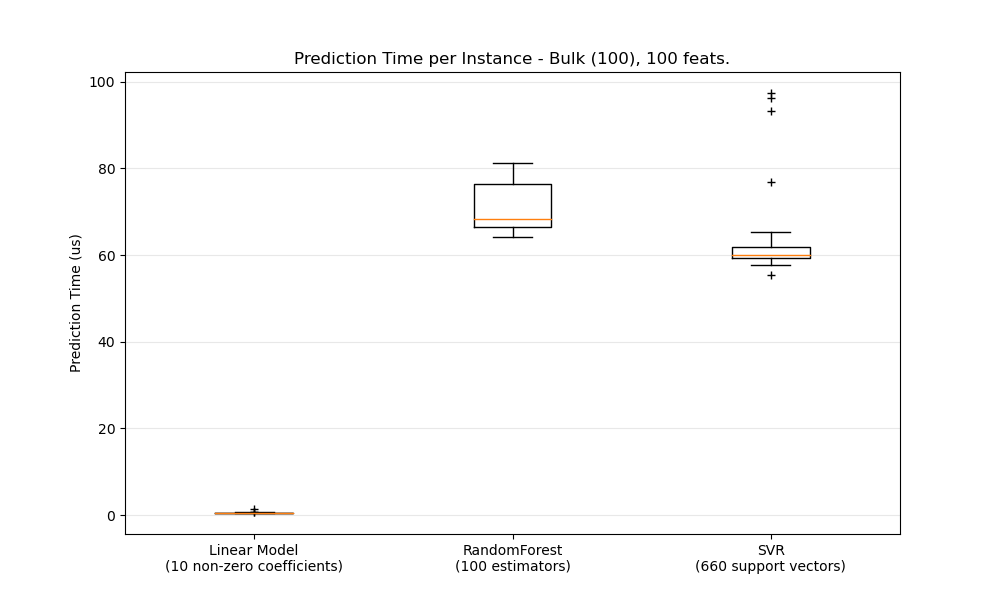 Prediction Time per Instance - Bulk (100), 100 feats.
100
80
60
40
20
0
Prediction Time (us)
Linear Model
(10 non-zero coefficients)
RandomForest
(100 estimators)
SVR
(660 support vectors)